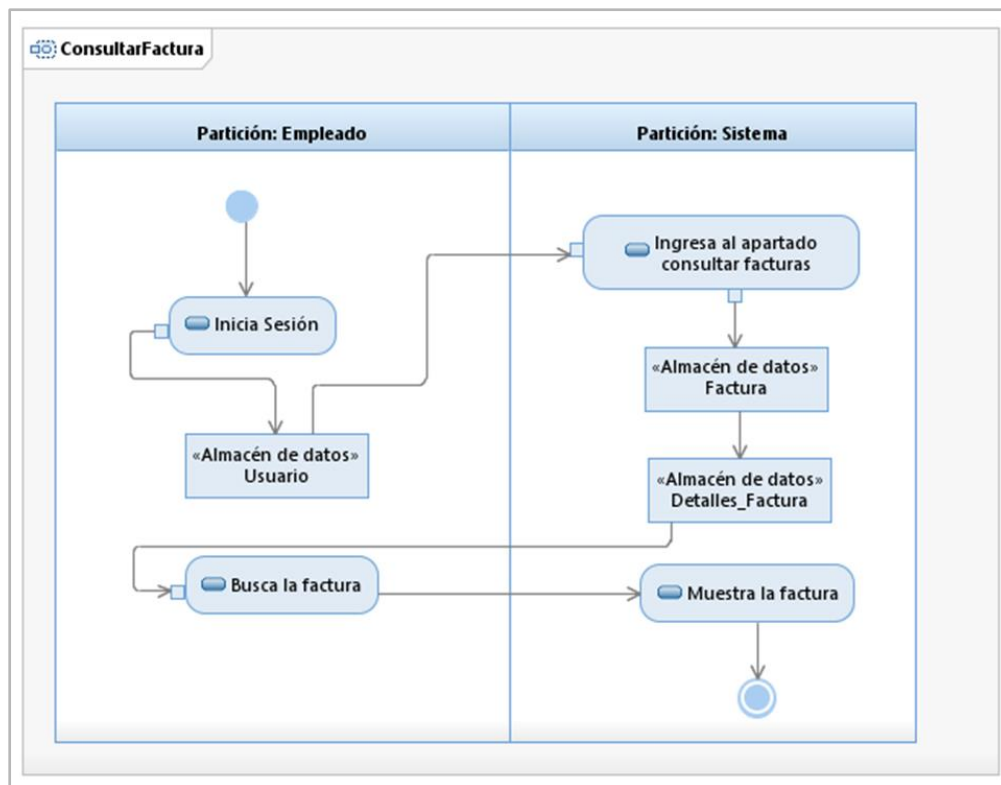 ConsultarFactura
Partición: Empleado
Partición: Sistema
Ingresa al apartado
consultar facturas
Inicia Sesión
«Almacén de datos»
Factura
«Almacén de datos»
Usuario
«Almacén de datos»
Detalles_Factura
Busca la factura
Muestra la factura